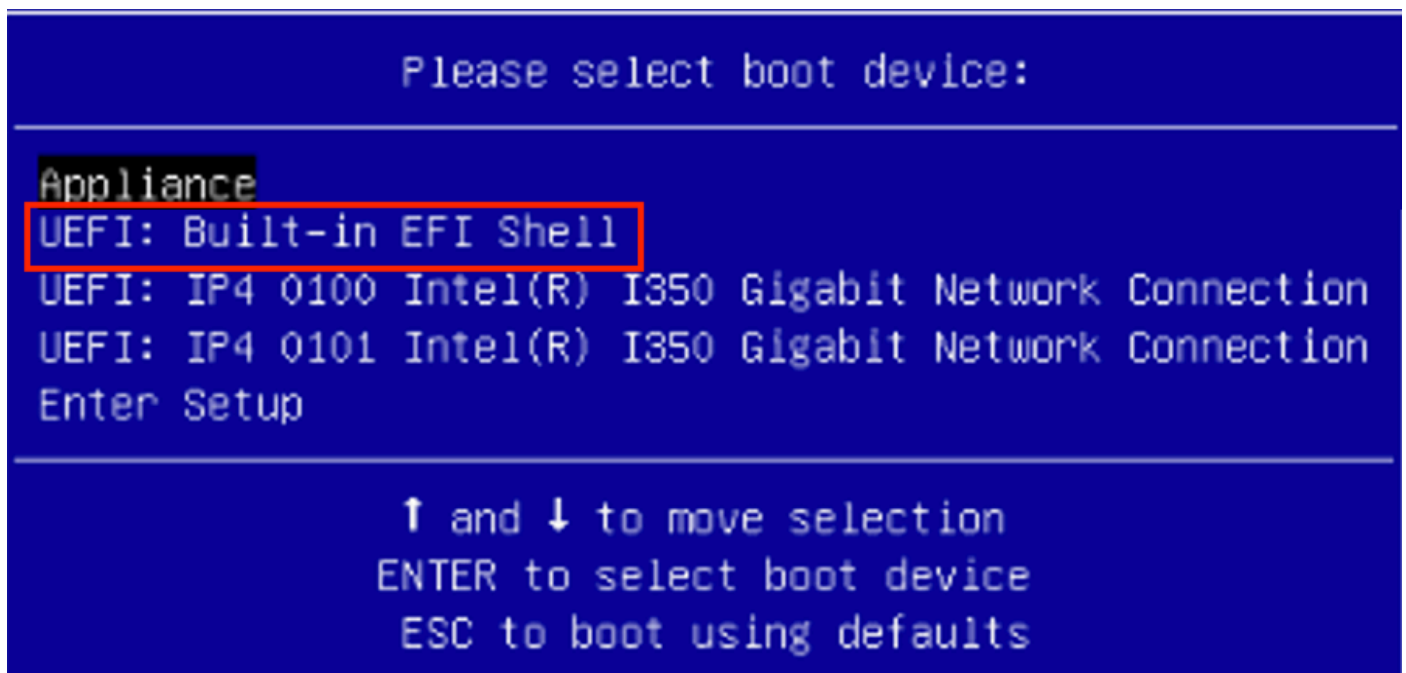 Please select boot device:
Appliance
UEFI: Built-in EFI Shell
UEFI: IP4 0100 Intel(R) I350 Gigabit Network Connection
UEFI: IP4 0101 Intel(R) I350 Gigabit Network Connection
Enter Setup
↑ and ↓ to move selection
ENTER to select boot device
ESC to boot using defaults